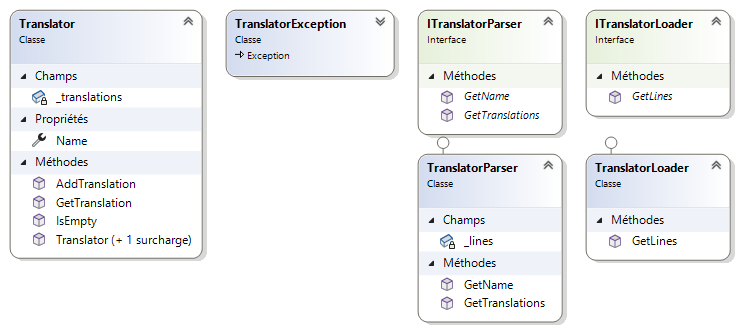 Translator
Classe
Champs
_translations
Propriétés
Name
Méthodes
AddTranslation
GetTranslation
IsEmpty
Translator (+ 1 surcharge)
TranslatorException
Classe
Exception
ITranslatorParser
Interface
Méthodes
GetName
GetTranslations
TranslatorParser
Classe
Champs
_lines
Méthodes
GetName
GetTranslations
ITranslatorLoader
Interface
Méthodes
GetLines
TranslatorLoader
Classe
Méthodes
GetLines